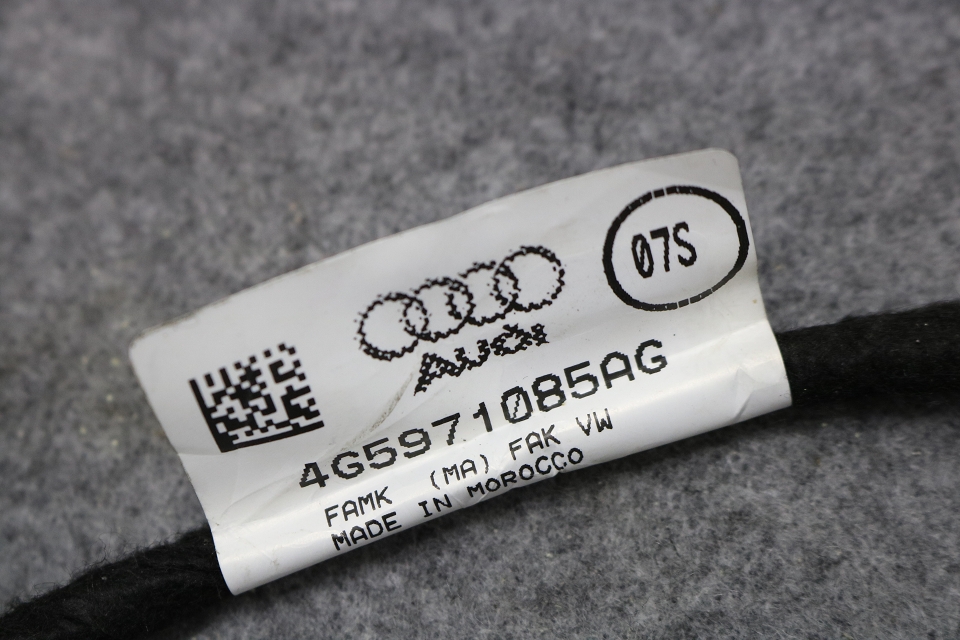 07S
AUDI
4G5971085AG
FAMK (MA) FAK VW
MADE IN MOROCCO